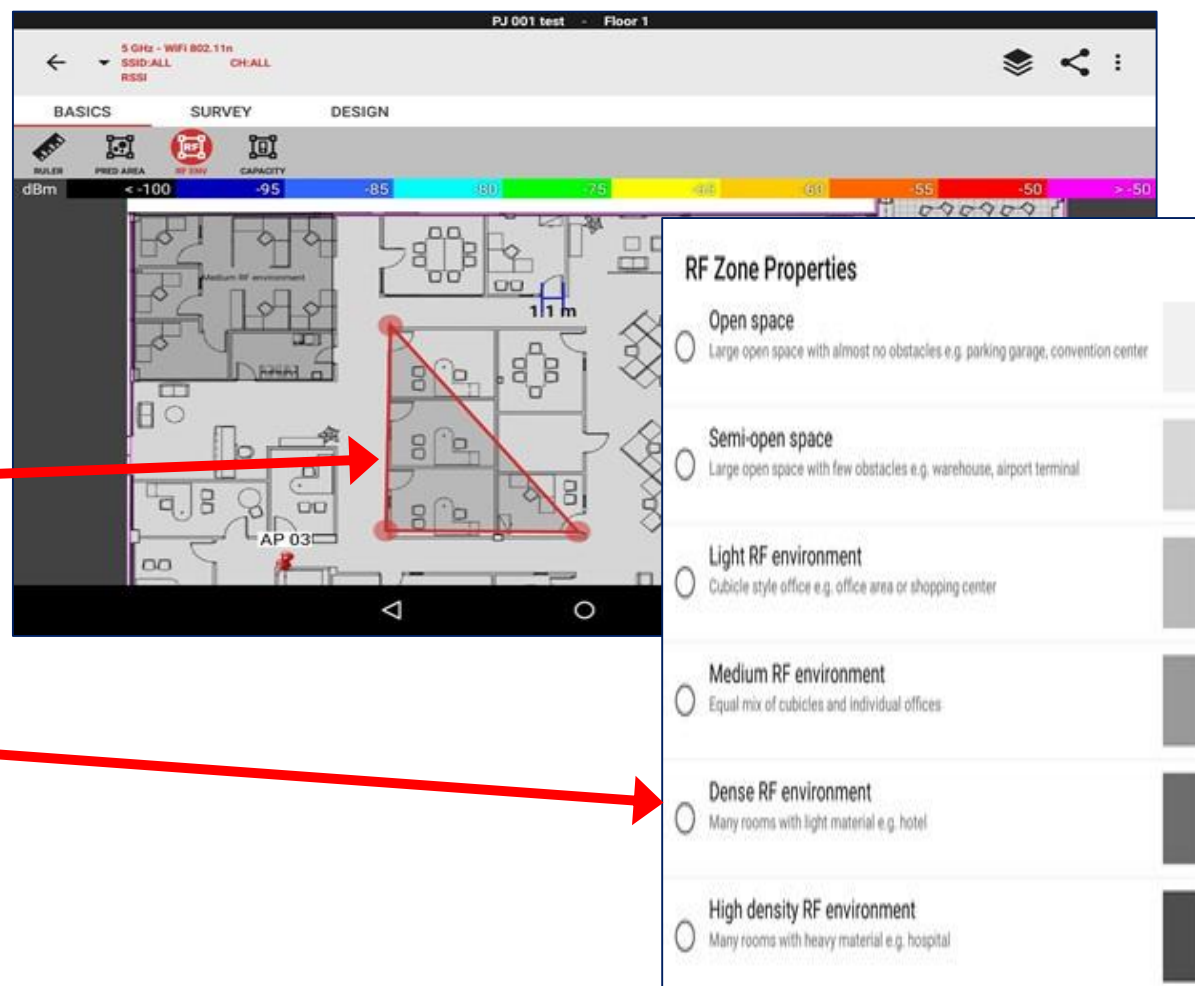 PJ 001 test - Floor 1
5 GHz - WiFi 802.11n
SSID:ALL CH:ALL
RSSI
BASICS SURVEY DESIGN
RULER PRED AREA RF ENV CAPACITY
dBm < -100 -95 -85 -80 -75 -60 -55 -50 > -50
Medium RF environment
1.1 m
AP 03
RF Zone Properties
Open space
Large open space with almost no obstacles e.g. parking garage, convention center
Semi-open space
Large open space with few obstacles e.g. warehouse, airport terminal
Light RF environment
Cubicle style office e.g. office area or shopping center
Medium RF environment
Equal mix of cubicles and individual offices
Dense RF environment
Many rooms with light material e.g. hotel
High density RF environment
Many rooms with heavy material e.g. hospital